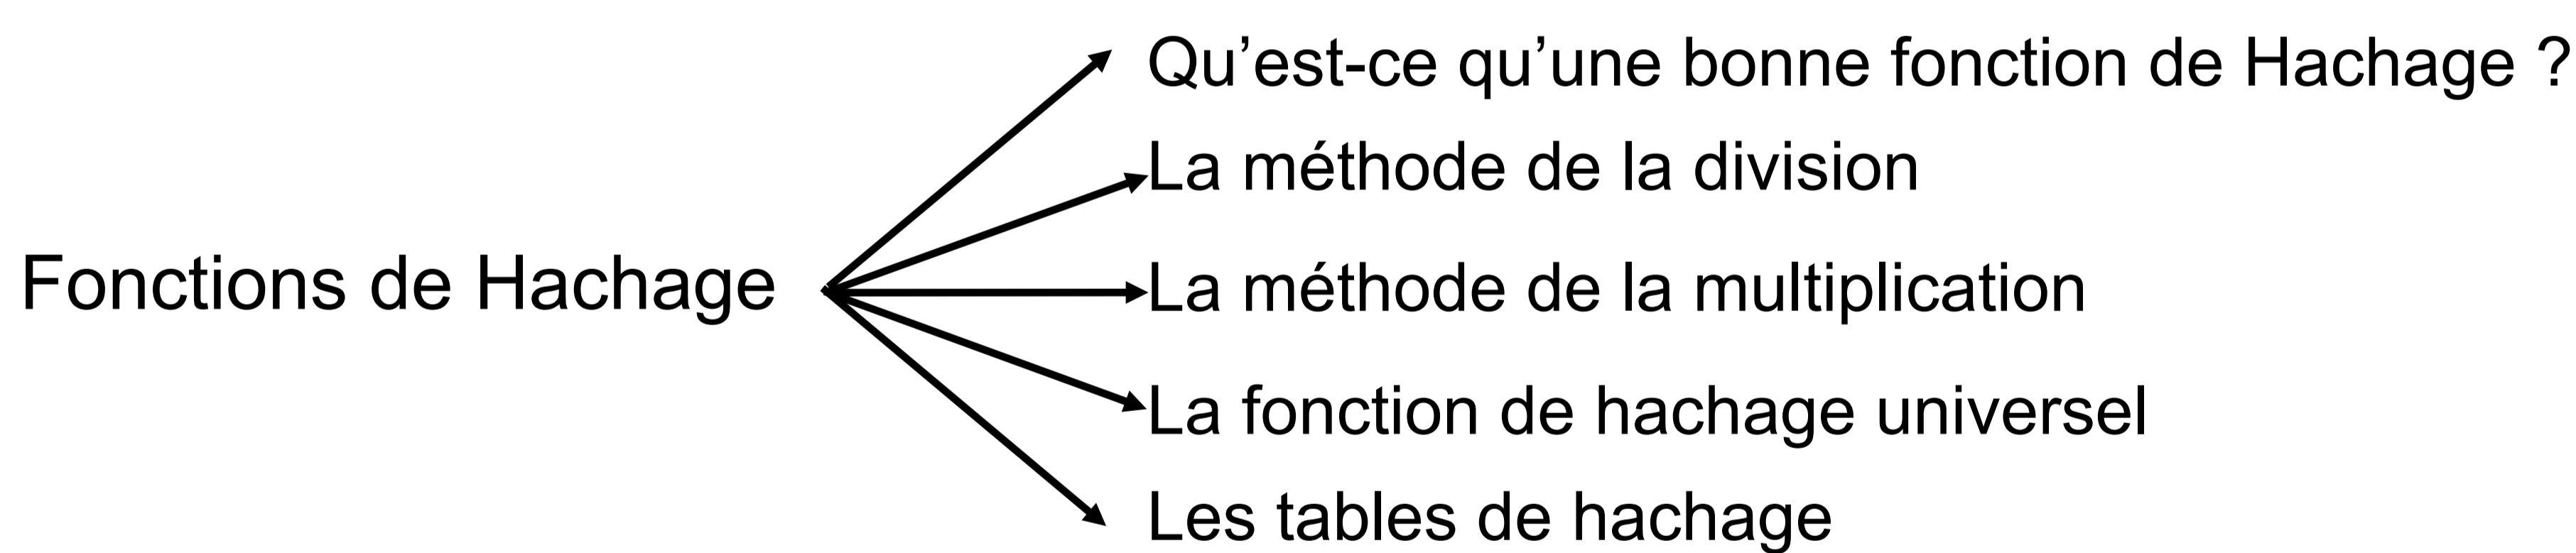 Qu’est-ce qu’une bonne fonction de Hachage ?
La méthode de la division
Fonctions de Hachage
La méthode de la multiplication
La fonction de hachage universel
Les tables de hachage